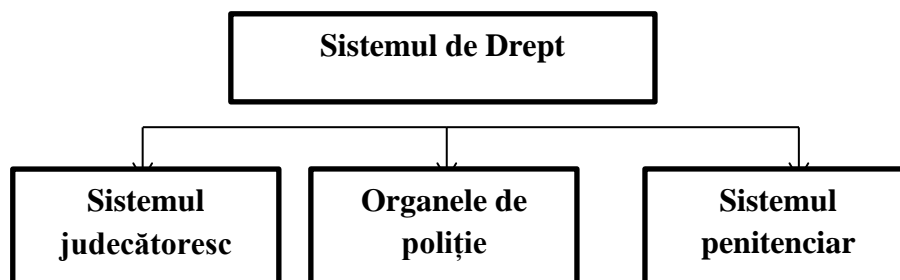 Sistemul de Drept
Sistemul
judecătoresc
Organele de
poliție
Sistemul
penitenciar